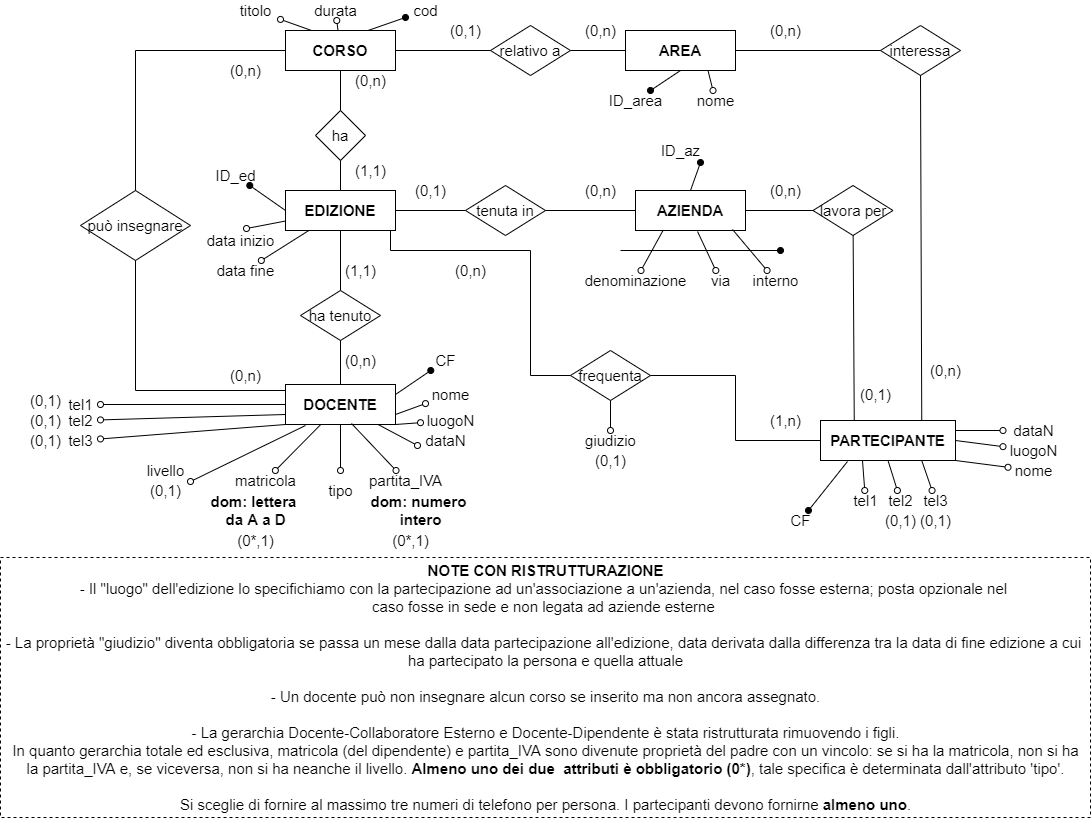 titolo
durata
cod
CORSO
(0,1)
relativo a
(0,n)
AREA
(0,n)
interessa
(0,n)
(0,n)
ID_area
nome
ha
ID_az
(1,1)
ID_ed
(0,1)
(0,n)
(0,n)
EDIZIONE
tenuta in
AZIENDA
lavora per
può insegnare
data inizio
data fine
(1,1)
(0,n)
denominazione
via
interno
ha tenuto
(0,n)
CF
(0,n)
frequenta
(0,n)
nome
(0,1)
(0,1) tel1
DOCENTE
(0,1) tel2
luogoN
(0,1) tel3
dataN
giudizio
(0,1)
(1,n)
PARTECIPANTE
dataN
luogoN
nome
livello
(0,1)
matricola
dom: lettera
da A a D
(0*,1)
tipo
partita_IVA
dom: numero
intero
(0*,1)
CF
tel1
tel2
tel3
(0,1)
(0,1)
NOTE CON RISTRUTTURAZIONE
- Il "luogo" dell'edizione lo specifichiamo con la partecipazione ad un'associazione a un'azienda, nel caso fosse esterna; posta opzionale nel
caso fosse in sede e non legata ad aziende esterne
- La proprietà "giudizio" diventa obbligatoria se passa un mese dalla data partecipazione all'edizione, data derivata dalla differenza tra la data di fine edizione a cui
ha partecipato la persona e quella attuale
- Un docente può non insegnare alcun corso se inserito ma non ancora assegnato.
- La gerarchia Docente-Collaboratore Esterno e Docente-Dipendente è stata ristrutturata rimuovendo i figli.
In quanto gerarchia totale ed esclusiva, matricola (del dipendente) e partita_IVA sono divenute proprietà del padre con un vincolo: se si ha la matricola, non si ha
la partita_IVA e, se viceversa, non si ha neanche il livello. Almeno uno dei due attributi è obbligatorio (0*), tale specifica è determinata dall'attributo 'tipo'.
Si sceglie di fornire al massimo tre numeri di telefono per persona. I partecipanti devono fornirne almeno uno.